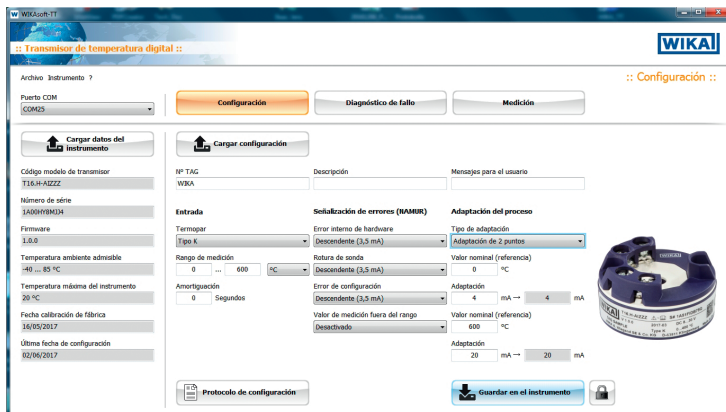 WIKAsoft-TT
WIKA
:: Transmisor de temperatura digital ::
Archivo Instrumento ?
:: Configuración ::
Puerto COM
COM25
Configuración
Diagnóstico de fallo
Medición
Cargar datos del
instrumento
Cargar configuración
Código modelo de transmisor
T16.H-AIZZZ
Número de série
1A00HY8MJJ4
Firmware
1.0.0
Temperatura ambiente admisible
-40 ... 85 °C
Temperatura máxima del instrumento
20 °C
Fecha calibración de fábrica
16/05/2017
Última fecha de configuración
02/06/2017
Nº TAG
WIKA
Descripción
Mensajes para el usuario
Entrada
Termopar
Tipo K
Rango de medición
0 ... 600 °C
Amortiguación
0 Segundos
Señalización de errores (NAMUR)
Error interno de hardware
Descendente (3,5 mA)
Rotura de sonda
Descendente (3,5 mA)
Error de configuración
Descendente (3,5 mA)
Valor de medición fuera del rango
Desactivado
Adaptación del proceso
Tipo de adaptación
Adaptación de 2 puntos
Valor nominal (referencia)
0 °C
Adaptación
4 mA → 4 mA
Valor nominal (referencia)
600 °C
Adaptación
20 mA → 20 mA
WIKA
Protocolo de configuración
Guardar en el instrumento